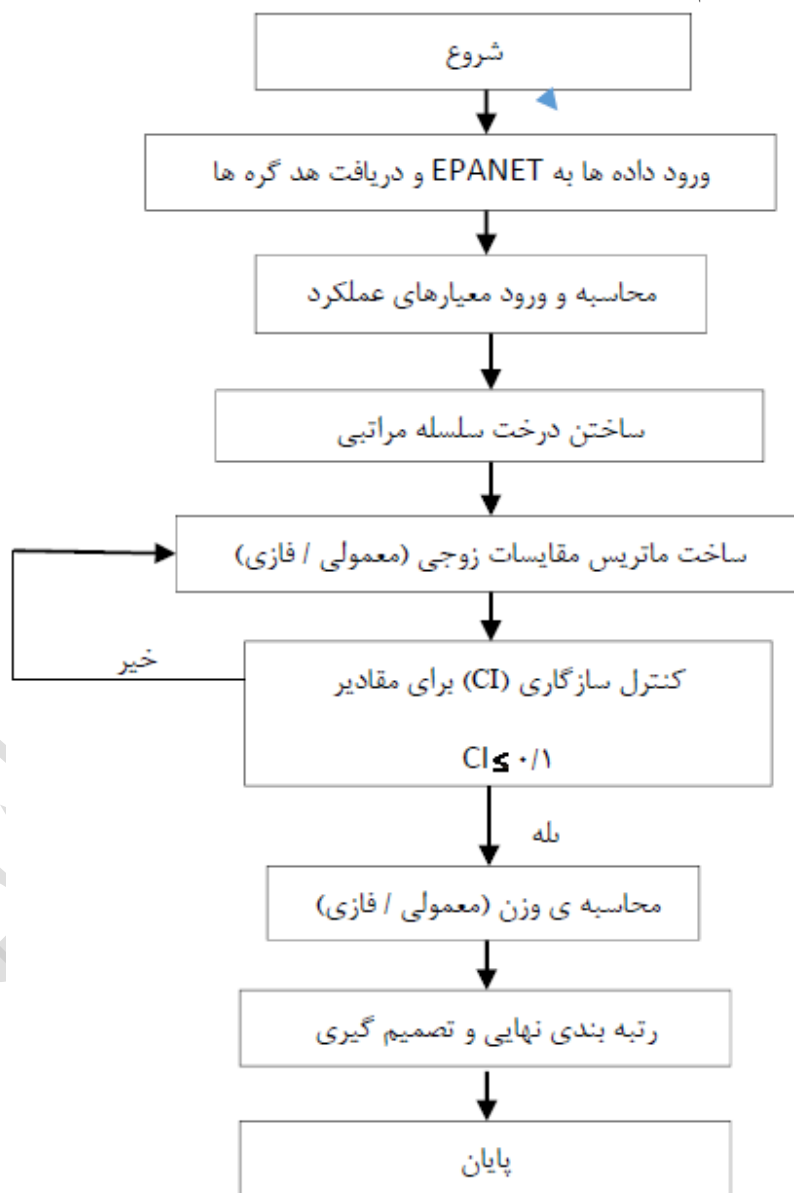 شروع
ورود داده ها به EPANET و دریافت هد گره ها
محاسبه و ورود معیارهای عملکرد
ساختن درخت سلسله مراتبی
ساخت ماتریس مقایسات زوجی (معمولی / فازی)
خیر
کنترل سازگاری (CI) برای مقادیر
CI≤ ۰/۱
بله
محاسبه ی وزن (معمولی / فازی)
رتبه بندی نهایی و تصمیم گیری
پایان